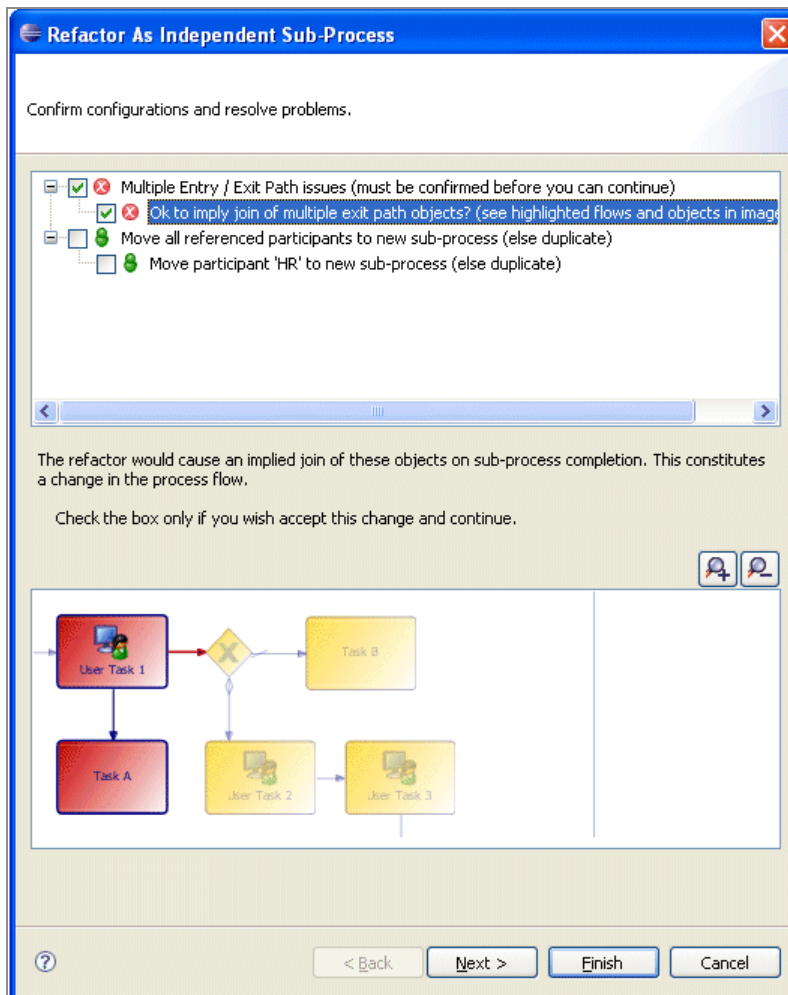 Refactor As Independent Sub-Process
Confirm configurations and resolve problems.
Multiple Entry / Exit Path issues (must be confirmed before you can continue)
Ok to imply join of multiple exit path objects? (see highlighted flows and objects in image
Move all referenced participants to new sub-process (else duplicate)
Move participant 'HR' to new sub-process (else duplicate)
The refactor would cause an implied join of these objects on sub-process completion. This constitutes
a change in the process flow.
Check the box only if you wish accept this change and continue.
User Task 1
Task B
Task A
User Task 2
User Task 3
< Back
Next >
Finish
Cancel